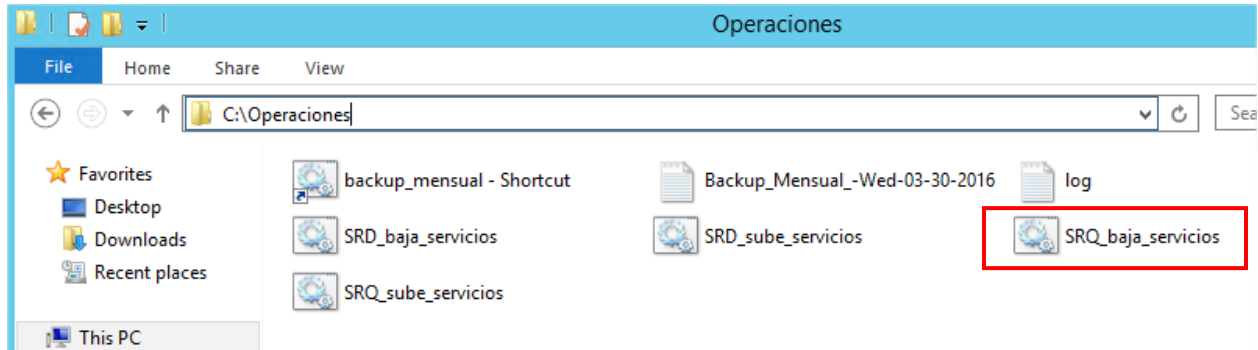 Operaciones
File Home Share View
C:\Operaciones Sea
Favorites
Desktop
Downloads
Recent places
This PC
backup_mensual - Shortcut Backup_Mensual_-Wed-03-30-2016 log
SRD_baja_servicios SRD_sube_servicios SRQ_baja_servicios
SRQ_sube_servicios